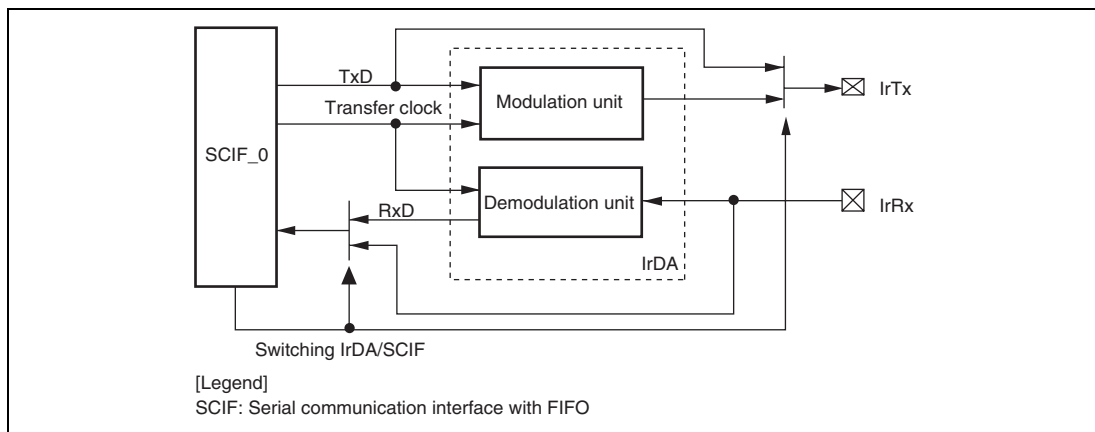 TxD
Modulation unit
IrTx
Transfer clock
SCIF_0
Demodulation unit
IrRx
RxD
IrDA
Switching IrDA/SCIF
[Legend]
SCIF: Serial communication interface with FIFO